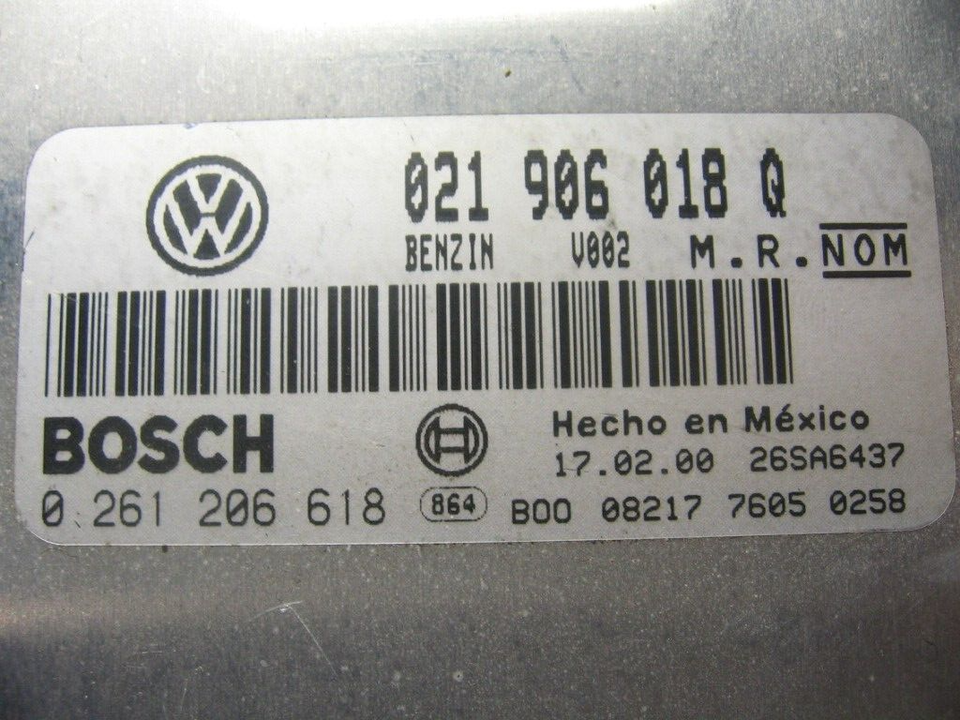 021 906 018 Q
BENZIN V002 M.R.NOM
BOSCH
Hecho en México
17.02.00 26SA6437
0 261 206 618 864 B00 08217 7605 0258